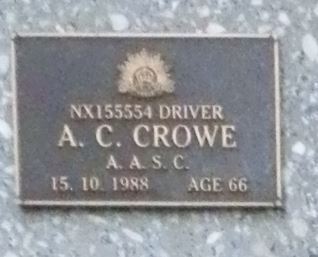 NX155554 DRIVER
A. C. CROWE
A. A. S. C.
15. 10. 1988 AGE 66